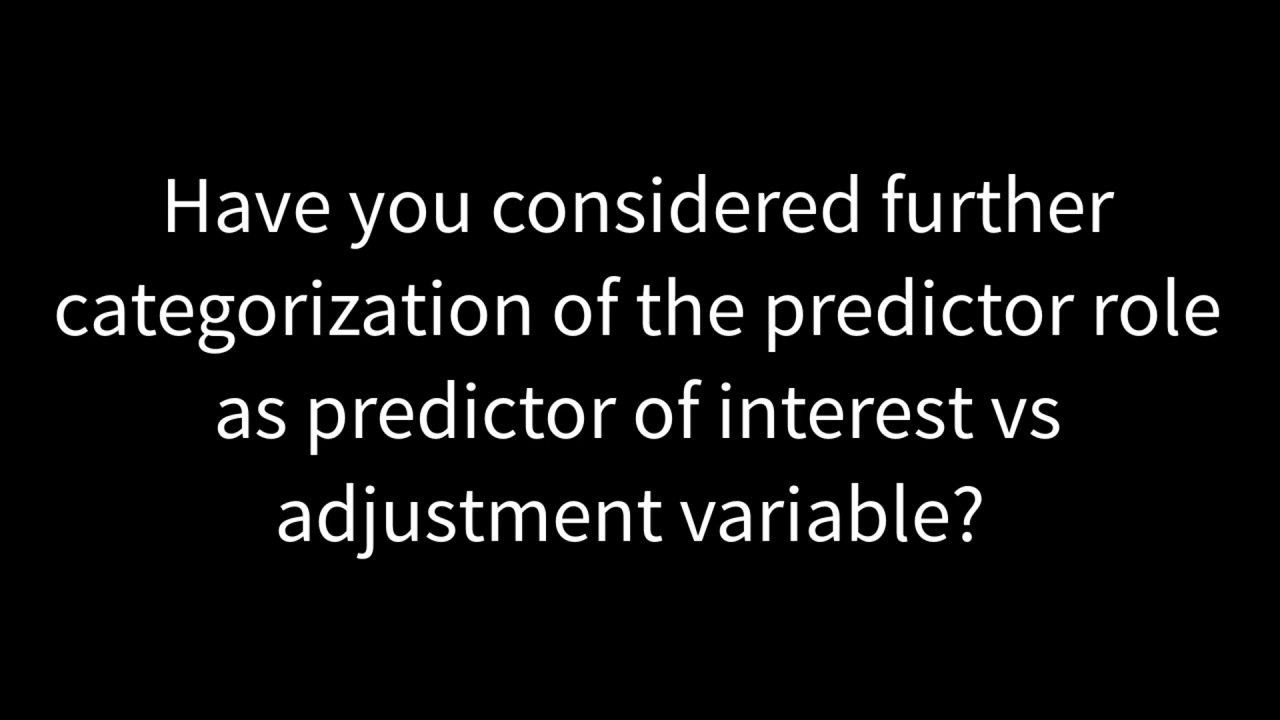 Have you considered further
categorization of the predictor role
as predictor of interest vs
adjustment variable?